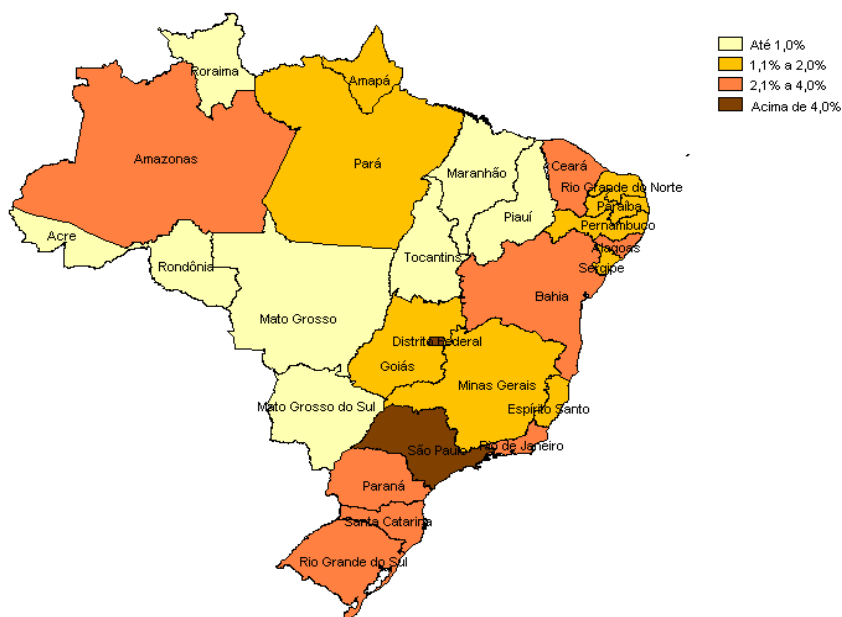 Até 1,0%
1,1% a 2,0%
2,1% a 4,0%
Acima de 4,0%
Roraima
Amapá
Amazonas
Pará
Maranhão
Ceará
Rio Grande do Norte
Paraíba
Piauí
Pernambuco
Acre
Alagoas
Tocantins
Rondônia
Sergipe
Bahia
Mato Grosso
Distrito Federal
Goiás
Minas Gerais
Mato Grosso do Sul
Espírito Santo
São Paulo
Rio de Janeiro
Paraná
Santa Catarina
Rio Grande do Sul